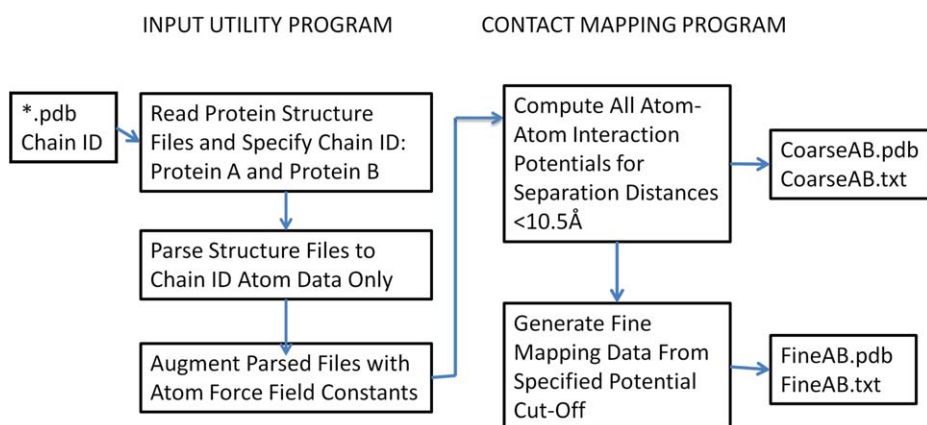 INPUT UTILITY PROGRAM
CONTACT MAPPING PROGRAM
*.pdb
Chain ID
Read Protein Structure
Files and Specify Chain ID:
Protein A and Protein B
Parse Structure Files to
Chain ID Atom Data Only
Augment Parsed Files with
Atom Force Field Constants
Compute All Atom-
Atom Interaction
Potentials for
Separation Distances
<10.5Å
CoarseAB.pdb
CoarseAB.txt
Generate Fine
Mapping Data From
Specified Potential
Cut-Off
FineAB.pdb
FineAB.txt